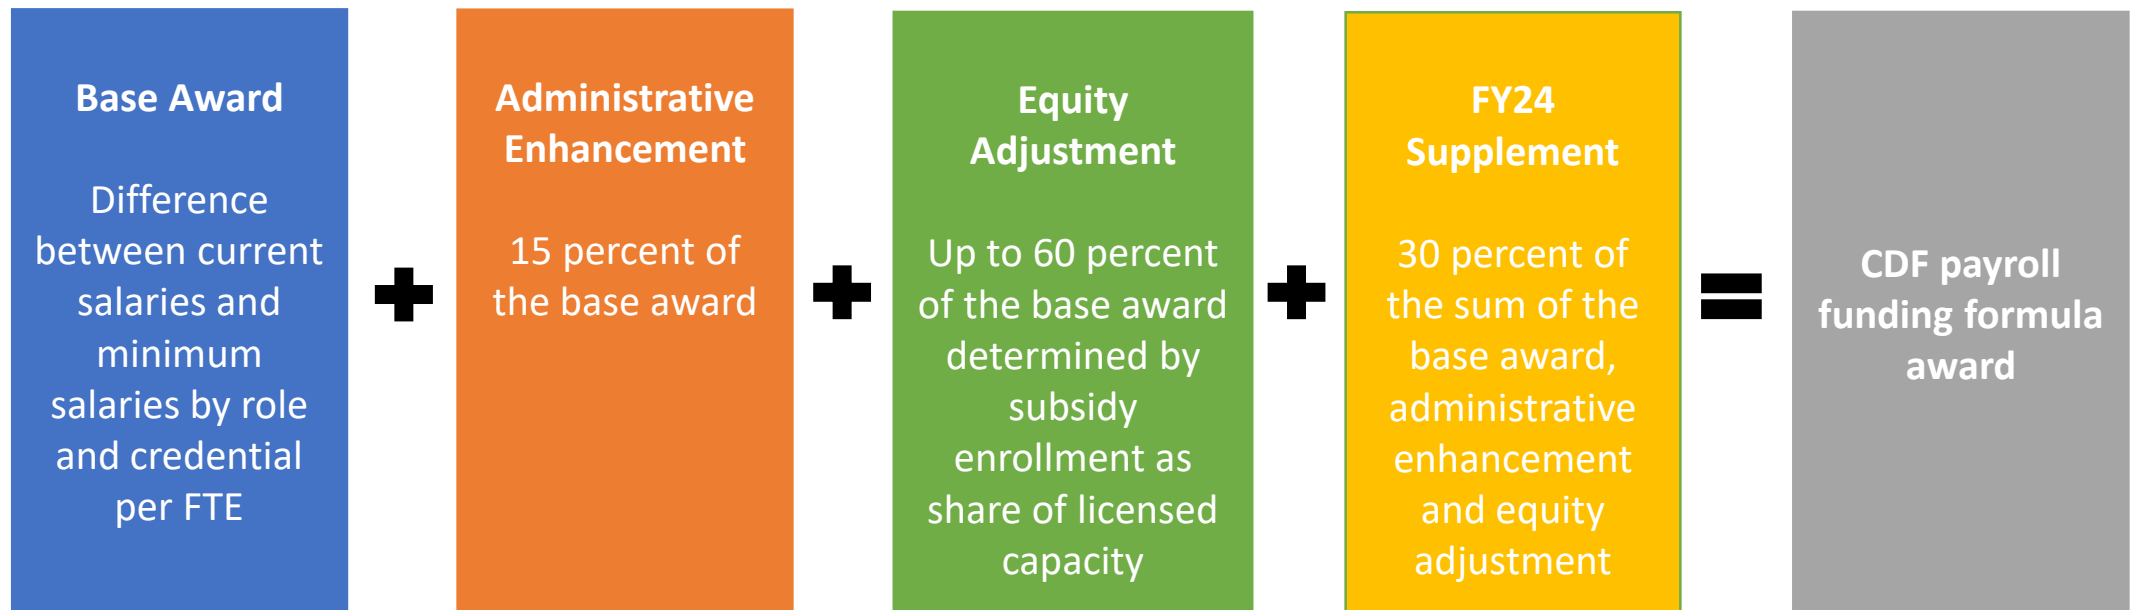 Base Award
Difference
between current
salaries and
minimum
salaries by role
and credential
per FTE
Administrative
Enhancement
15 percent of
the base award
Equity
Adjustment
Up to 60 percent
of the base award
determined by
subsidy
enrollment as
share of licensed
capacity
FY24
Supplement
30 percent of
the sum of the
base award,
administrative
enhancement
and equity
adjustment
CDF payroll
funding formula
award